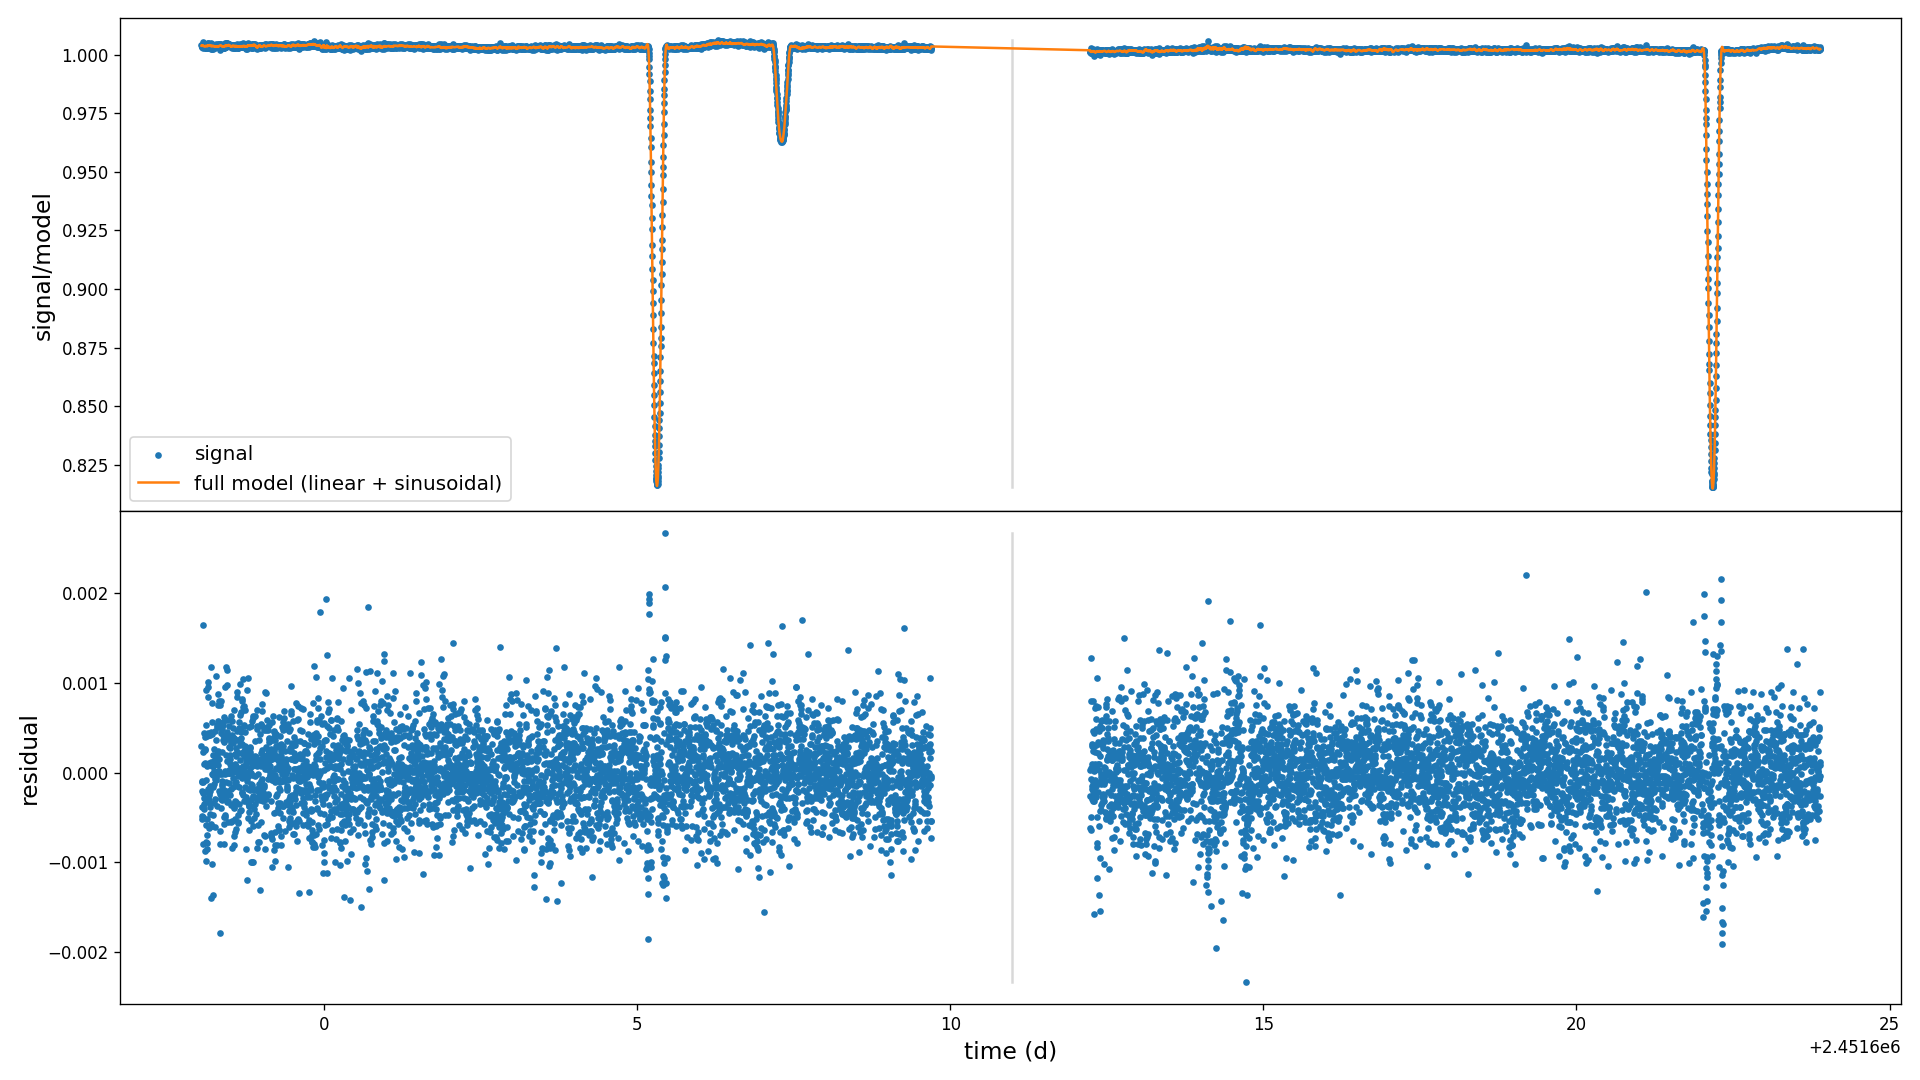 1.000
0.975
0.950
0.925
0.900
0.875
0.850
0.825
signal/model
signal
full model (linear + sinusoidal)
0.002
0.001
0.000
−0.001
−0.002
residual
0 5 10 15 20 25
time (d)
+2.4516e6